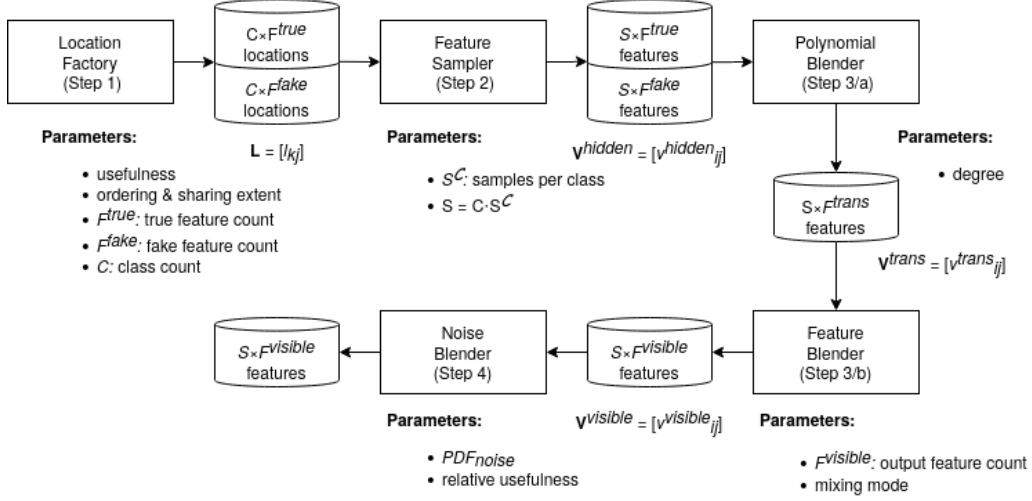 Location
Factory
(Step 1)
C×F^true
locations
C×F^fake
locations
Feature
Sampler
(Step 2)
S×F^true
features
S×F^fake
features
Polynomial
Blender
(Step 3/a)
Parameters:
• usefulness
• ordering & sharing extent
• F^true: true feature count
• F^fake: fake feature count
• C: class count
L = [l_kj]
Parameters:
• S^C: samples per class
• S = C·S^C
V^hidden = [v^hidden_ij]
Parameters:
• degree
S×F^trans
features
V^trans = [v^trans_ij]
S×F^visible
features
Noise
Blender
(Step 4)
S×F^visible
features
Feature
Blender
(Step 3/b)
Parameters:
• PDF_noise
• relative usefulness
V^visible = [v^visible_ij]
Parameters:
• F^visible: output feature count
• mixing mode